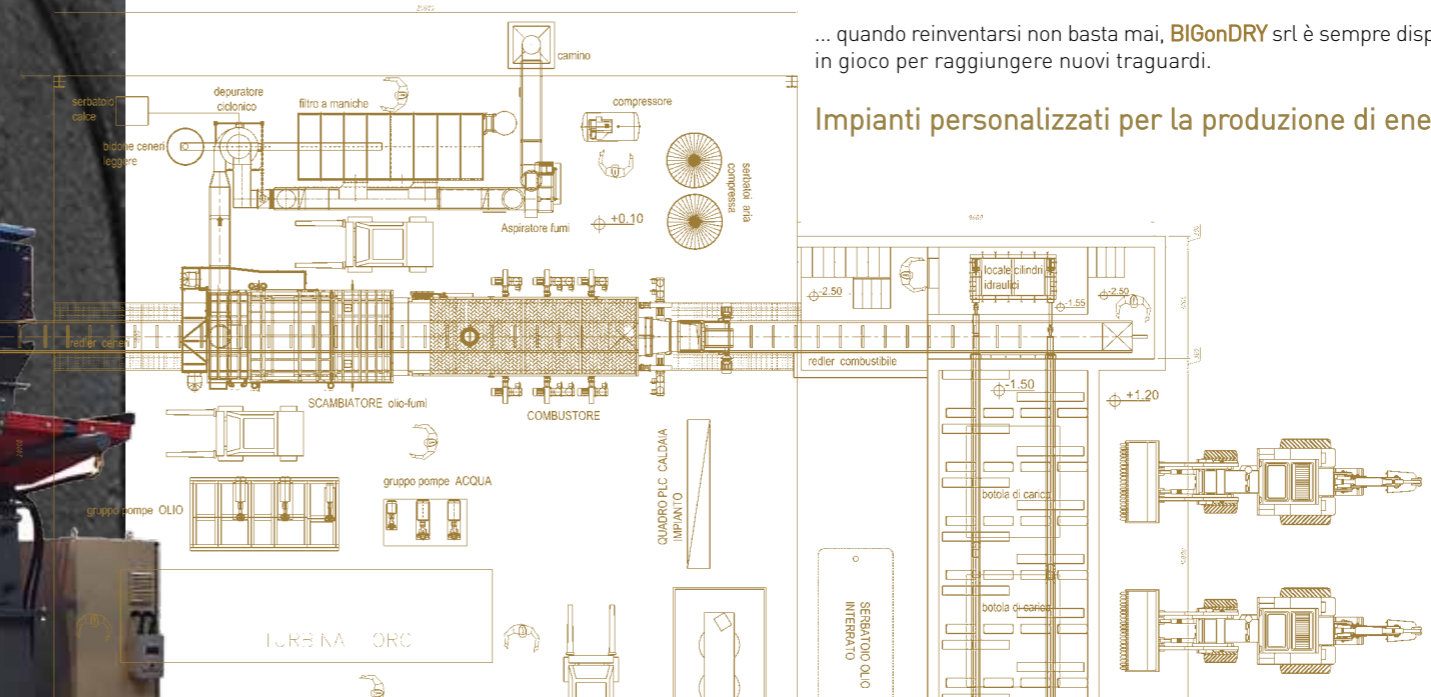 ... quando reinventarsi non basta mai, BIGonDRY srl è sempre disp
in gioco per raggiungere nuovi traguardi.
Impianti personalizzati per la produzione di ene
camino
serbatoio
calce
depuratore
ciclonico
filtro a maniche
compressore
bidone ceneri
leggere
serbatoi aria
compressa
Aspiratore fumi
+0.10
locale cilindri
idraulici
-2.50
-1.55
-2.50
redler ceneri
redler combustibile
SCAMBIATORE olio-fumi
COMBUSTORE
-1.50
+1.20
gruppo pompe OLIO
gruppo pompe ACQUA
QUADRO PLC CALDAIA
IMPIANTO
botola di carico
botola di carico
SERBATOIO OLIO
INTERRATO
TURBINA ORC